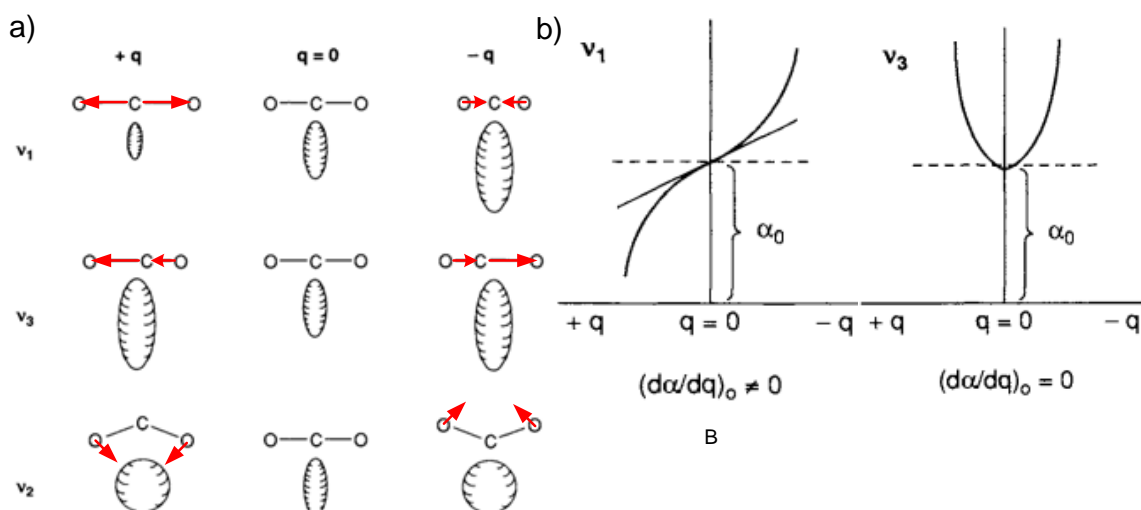 a)
+ q q = 0 - q
O C O O — C — O O C O
ν₁
O C O O — C — O O C O
ν₃
O C O O — C — O O C O
ν₂
b)
ν₁ ν₃
α₀ α₀
+ q q = 0 - q + q q = 0 - q
(dα/dq)ₒ ≠ 0 (dα/dq)ₒ = 0
B